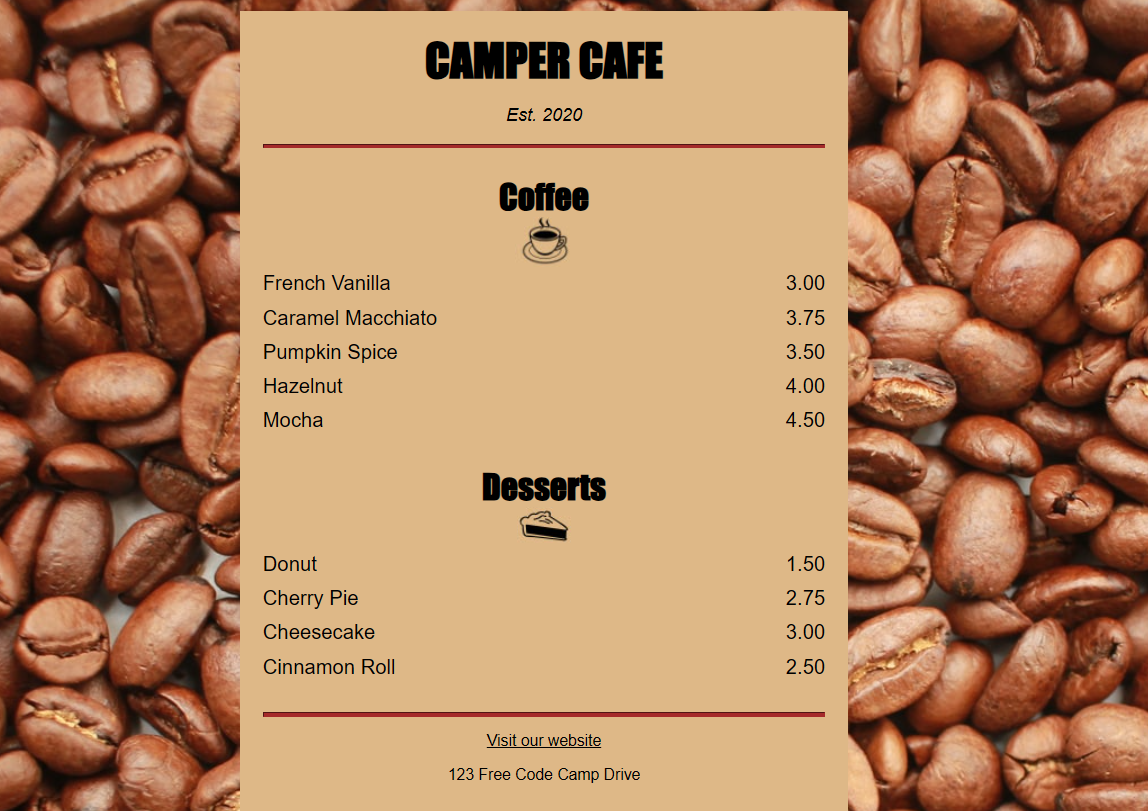 CAMPER CAFE
Est. 2020
Coffee
French Vanilla 3.00
Caramel Macchiato 3.75
Pumpkin Spice 3.50
Hazelnut 4.00
Mocha 4.50
Desserts
Donut 1.50
Cherry Pie 2.75
Cheesecake 3.00
Cinnamon Roll 2.50
Visit our website
123 Free Code Camp Drive